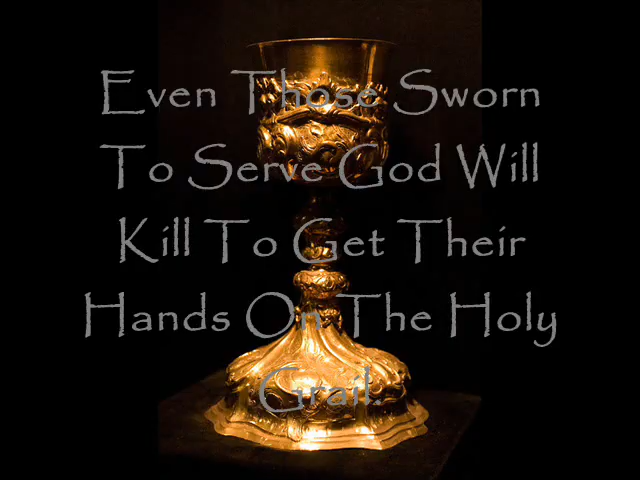 Even Those Sworn
To Serve God Will
Kill To Get Their
Hands On The Holy
Grail.